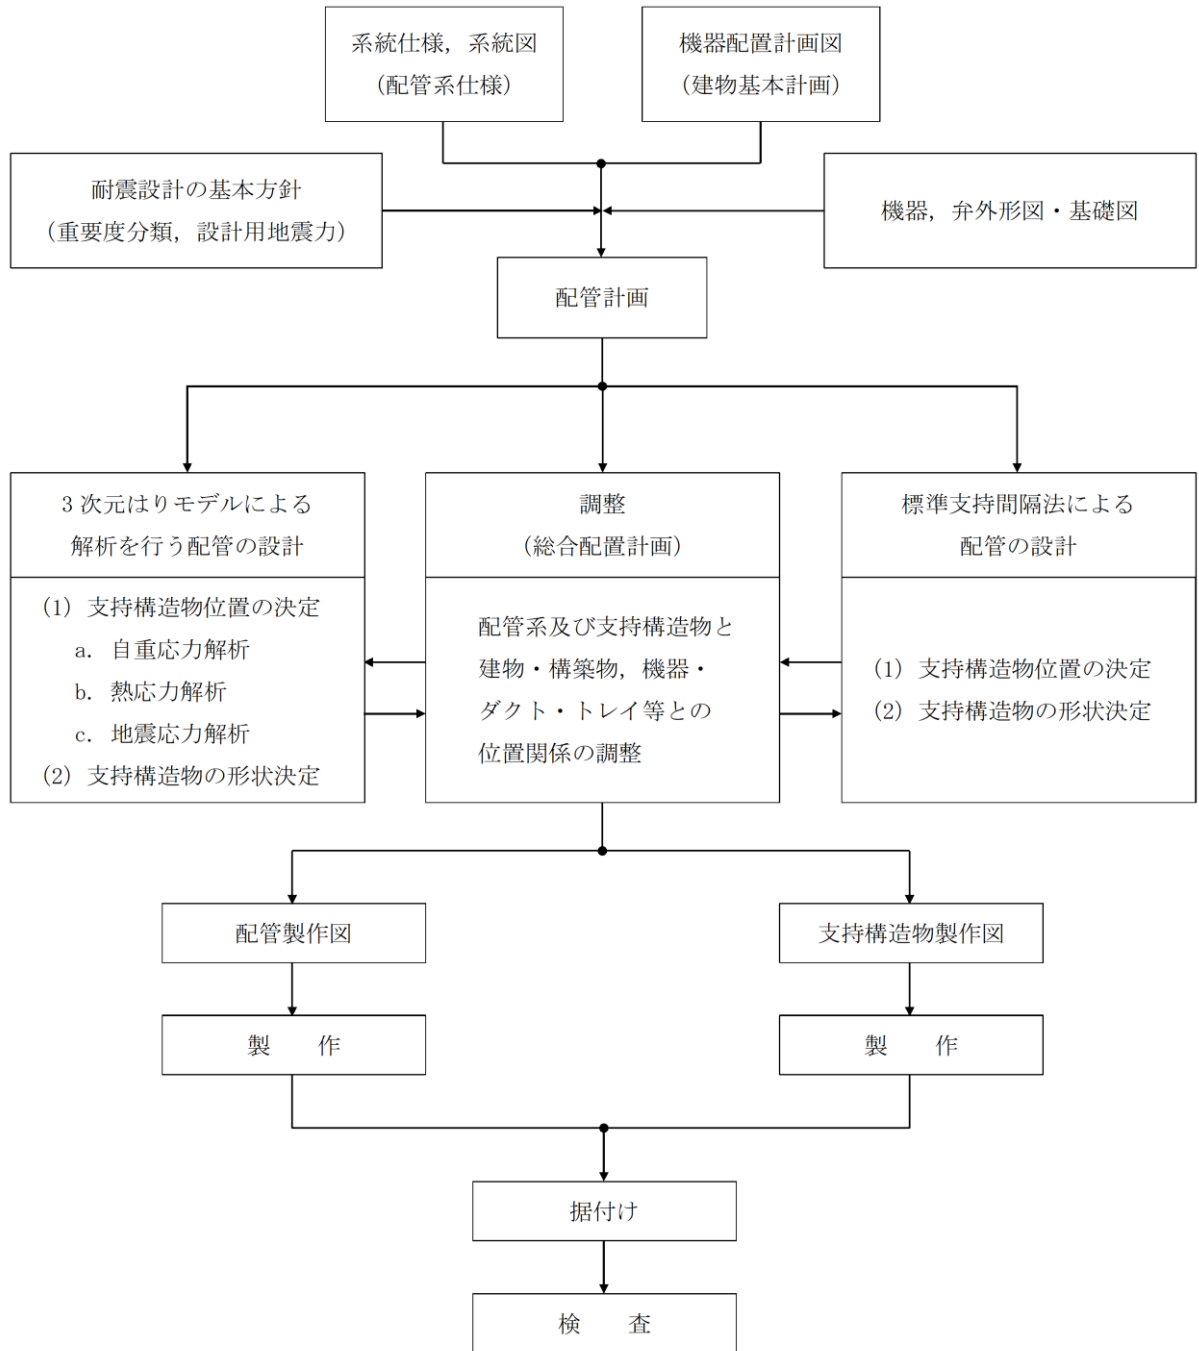 系統仕様，系統図
（配管系仕様）
機器配置計画図
（建物基本計画）
耐震設計の基本方針
（重要度分類，設計用地震力）
機器，弁外形図・基礎図
配管計画
3次元はりモデルによる
解析を行う配管の設計
(1) 支持構造物位置の決定
a. 自重応力解析
b. 熱応力解析
c. 地震応力解析
(2) 支持構造物の形状決定
調整
（総合配置計画）
配管系及び支持構造物と
建物・構築物，機器・
ダクト・トレイ等との
位置関係の調整
標準支持間隔法による
配管の設計
(1) 支持構造物位置の決定
(2) 支持構造物の形状決定
配管製作図
支持構造物製作図
製　　作
製　　作
据付け
検　　査